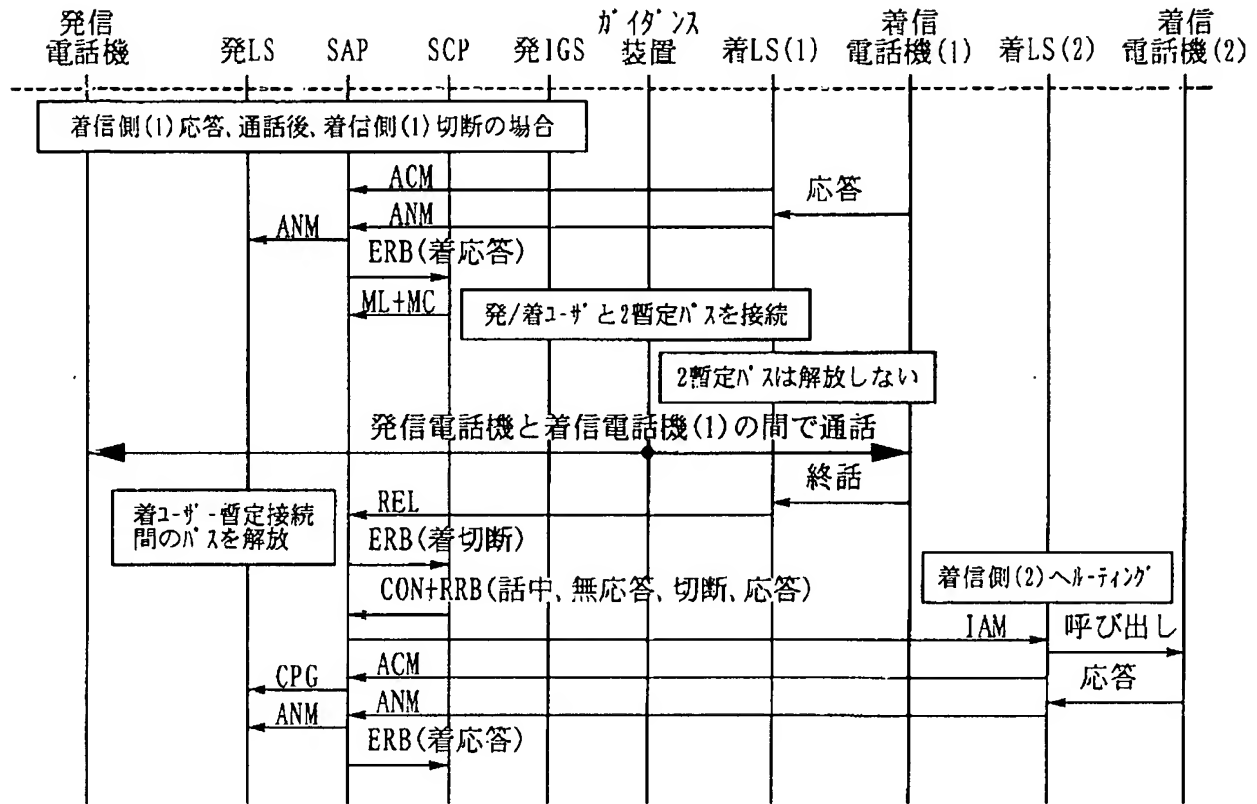 発信 ガイダンス 着信 着信
電話機 発LS SAP SCP 発IGS 装置 着LS(1) 電話機(1) 着LS(2) 電話機(2)
着信側(1)応答、通話後、着信側(1)切断の場合
ACM
応答
ANM
ANM
ERB(着応答)
ML+MC
発/着ユーザと2暫定パスを接続
2暫定パスは解放しない
発信電話機と着信電話機(1)の間で通話
終話
REL
着ユーザ-暫定接続
間のパスを解放
ERB(着切断)
着信側(2)へルーティング
CON+RRB(話中、無応答、切断、応答)
IAM
呼び出し
ACM
CPG
応答
ANM
ANM
ERB(着応答)